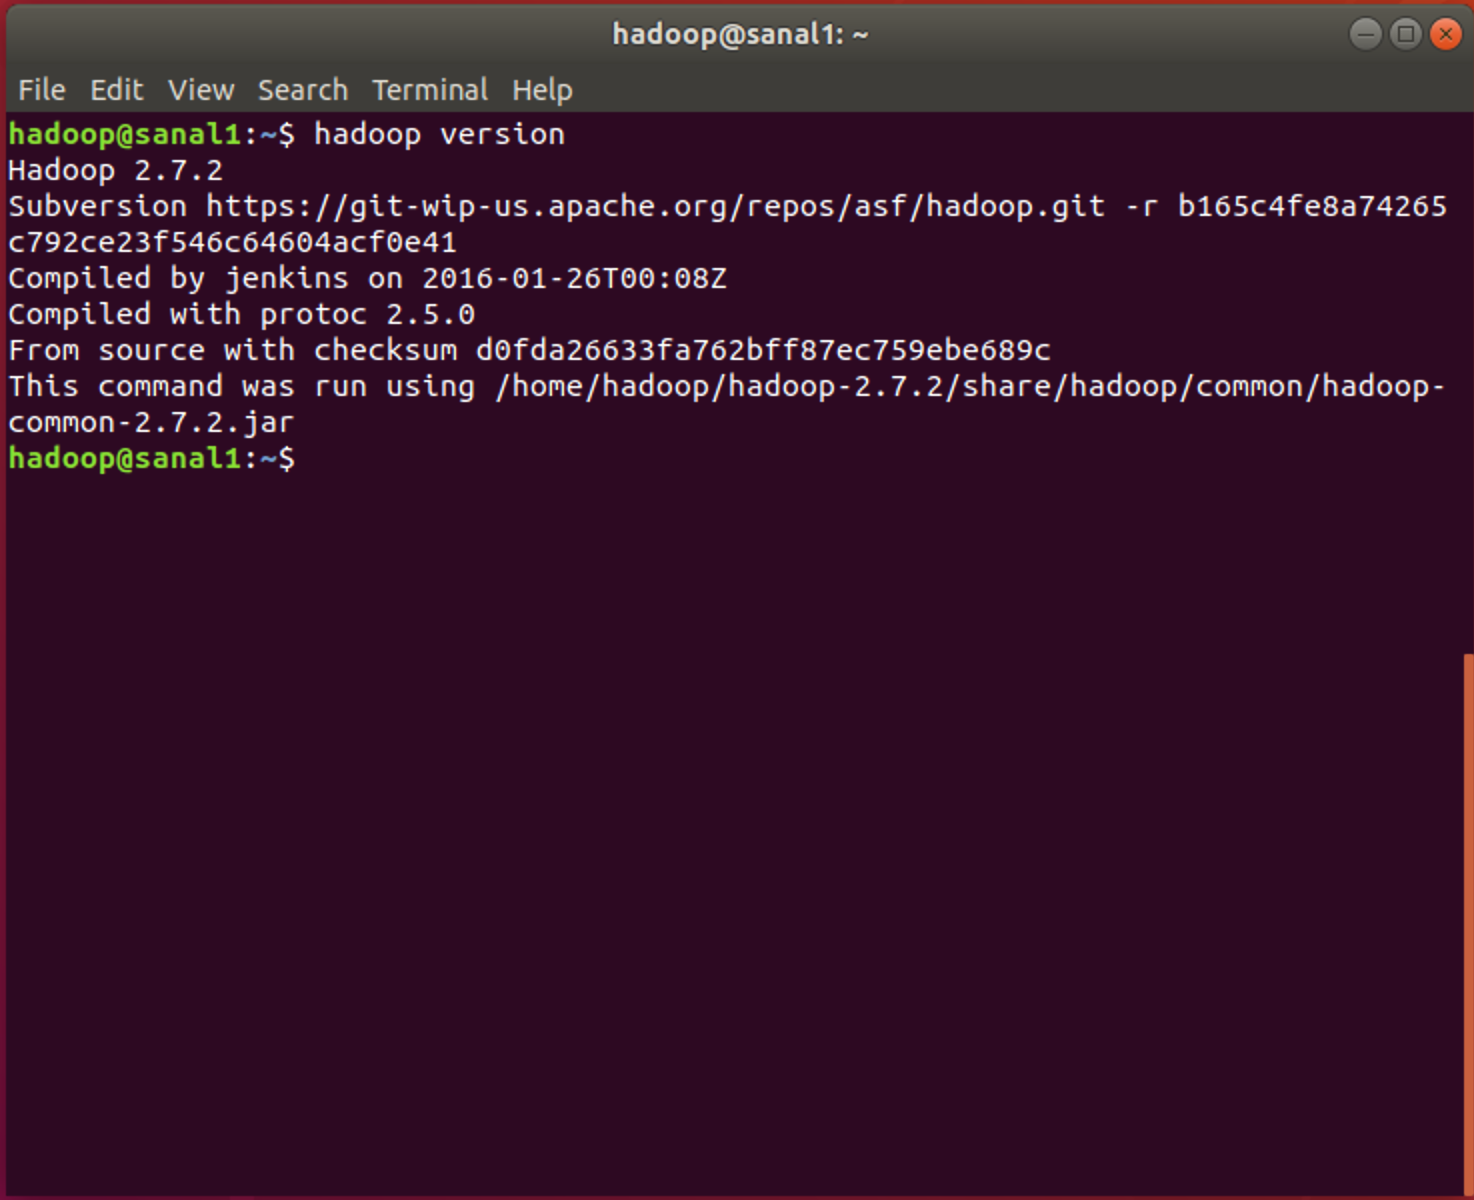 hadoop@sanal1: ~
File Edit View Search Terminal Help
hadoop@sanal1:~$ hadoop version
Hadoop 2.7.2
Subversion https://git-wip-us.apache.org/repos/asf/hadoop.git -r b165c4fe8a74265
c792ce23f546c64604acf0e41
Compiled by jenkins on 2016-01-26T00:08Z
Compiled with protoc 2.5.0
From source with checksum d0fda26633fa762bff87ec759ebe689c
This command was run using /home/hadoop/hadoop-2.7.2/share/hadoop/common/hadoop-
common-2.7.2.jar
hadoop@sanal1:~$